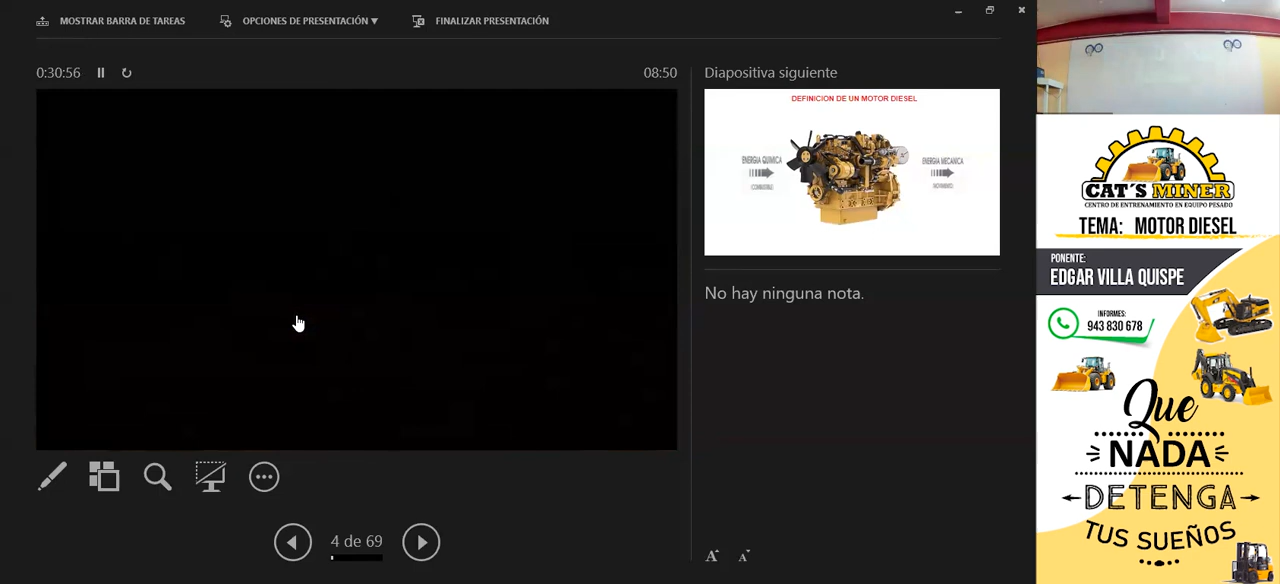 MOSTRAR BARRA DE TAREAS
OPCIONES DE PRESENTACIÓN ▼
FINALIZAR PRESENTACIÓN
0:30:56
08:50
Diapositiva siguiente
DEFINICION DE UN MOTOR DIESEL
ENERGIA QUIMICA
COMBUSTIBLE
ENERGIA MECANICA
MOVIMIENTO
No hay ninguna nota.
4 de 69
CAT´S MINER
CENTRO DE ENTRENAMIENTO EN EQUIPO PESADO
TEMA: MOTOR DIESEL
PONENTE:
EDGAR VILLA QUISPE
INFORMES:
943 830 678
Que
NADA
DETENGA
TUS SUEÑOS